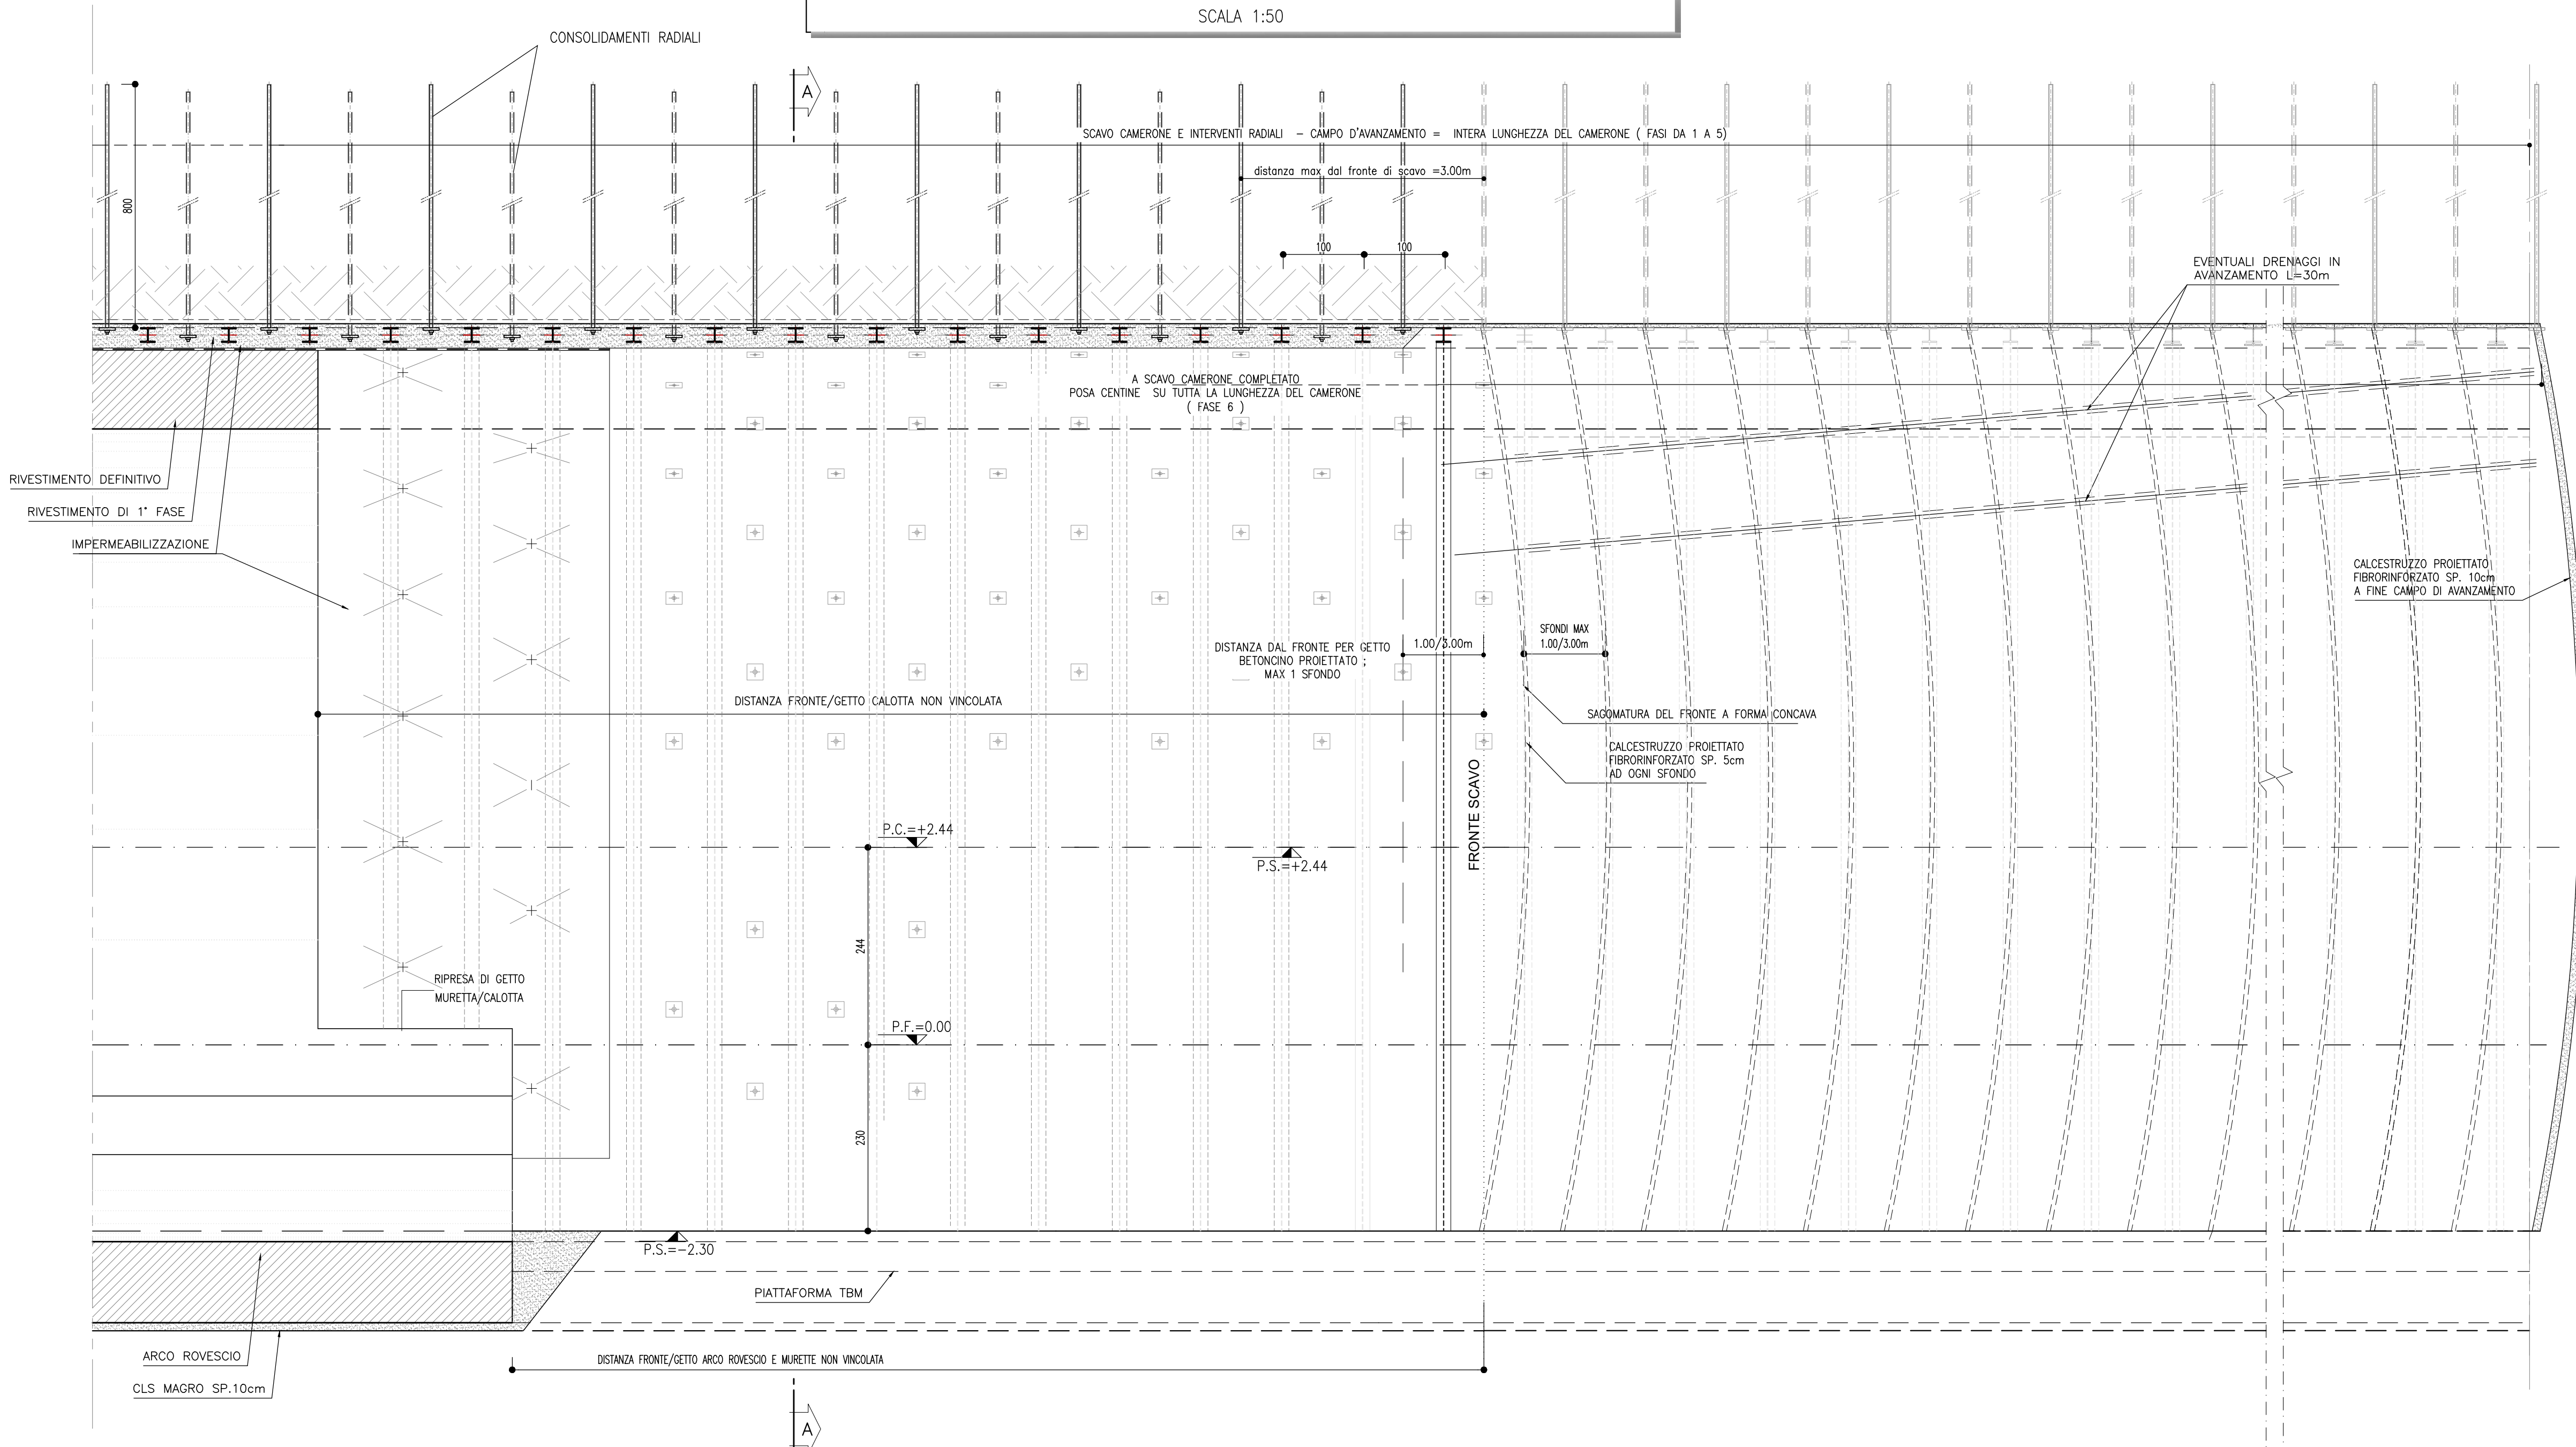 SCALA 1:50
CONSOLIDAMENTI RADIALI
A
SCAVO CAMERONE E INTERVENTI RADIALI – CAMPO D'AVANZAMENTO = INTERA LUNGHEZZA DEL CAMERONE ( FASI DA 1 A 5)
distanza max dal fronte di scavo =3.00m
800
100
100
EVENTUALI DRENAGGI IN
AVANZAMENTO L=30m
A SCAVO CAMERONE COMPLETATO
POSA CENTINE SU TUTTA LA LUNGHEZZA DEL CAMERONE
( FASE 6 )
RIVESTIMENTO DEFINITIVO
RIVESTIMENTO DI 1° FASE
IMPERMEABILIZZAZIONE
CALCESTRUZZO PROIETTATO
FIBRORINFORZATO SP. 10cm
A FINE CAMPO DI AVANZAMENTO
DISTANZA DAL FRONTE PER GETTO
BETONCINO PROIETTATO ;
MAX 1 SFONDO
1.00/3.00m
SFONDI MAX
1.00/3.00m
DISTANZA FRONTE/GETTO CALOTTA NON VINCOLATA
SAGOMATURA DEL FRONTE A FORMA CONCAVA
CALCESTRUZZO PROIETTATO
FIBRORINFORZATO SP. 5cm
AD OGNI SFONDO
FRONTE SCAVO
P.C.=+2.44
P.S.=+2.44
244
RIPRESA DI GETTO
MURETTA/CALOTTA
P.F.=0.00
230
P.S.=−2.30
PIATTAFORMA TBM
ARCO ROVESCIO
DISTANZA FRONTE/GETTO ARCO ROVESCIO E MURETTE NON VINCOLATA
CLS MAGRO SP.10cm
A